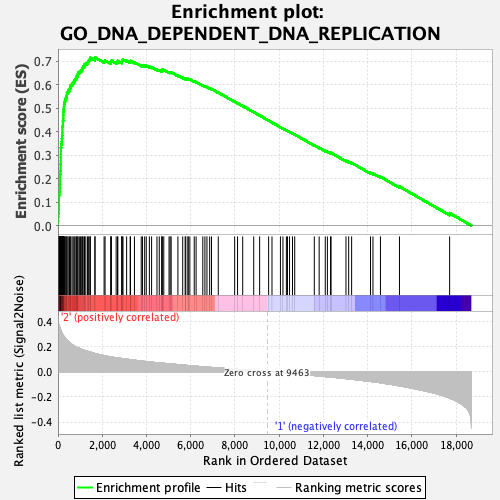 Enrichment plot:
GO_DNA_DEPENDENT_DNA_REPLICATION
Enrichment score (ES)
0.7
0.6
0.5
0.4
0.3
0.2
0.1
0.0
Ranked list metric (Signal2Noise)
'2' (positively correlated)
0.4
0.2
0.0
-0.2
-0.4
Zero cross at 9463
'1' (negatively correlated)
0
2,000
4,000
6,000
8,000
10,000
12,000
14,000
16,000
18,000
Rank in Ordered Dataset
Enrichment profile
Hits
Ranking metric scores